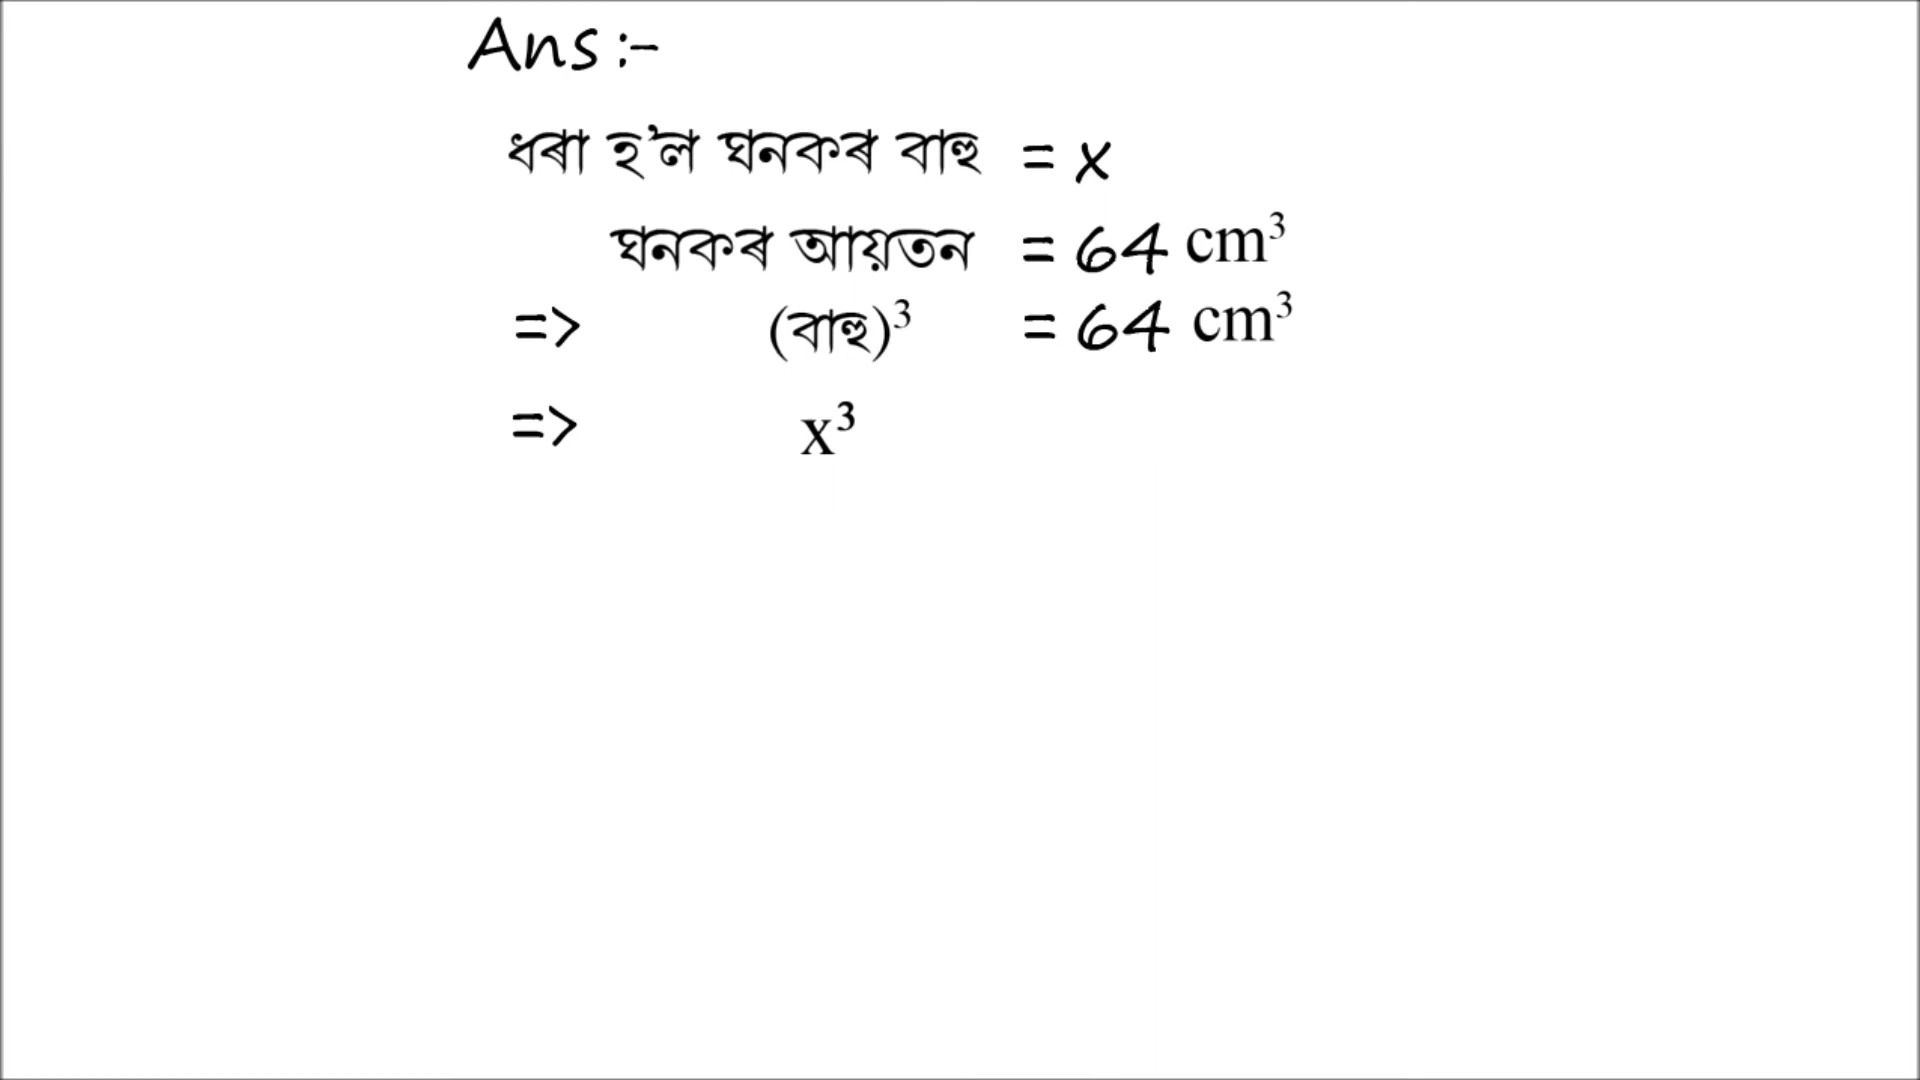 Ans :-
ধৰা হ'ল ঘনকৰ বাহু = x
ঘনকৰ আয়তন = 64 cm³
=> (বাহু)³ = 64 cm³
=> x³